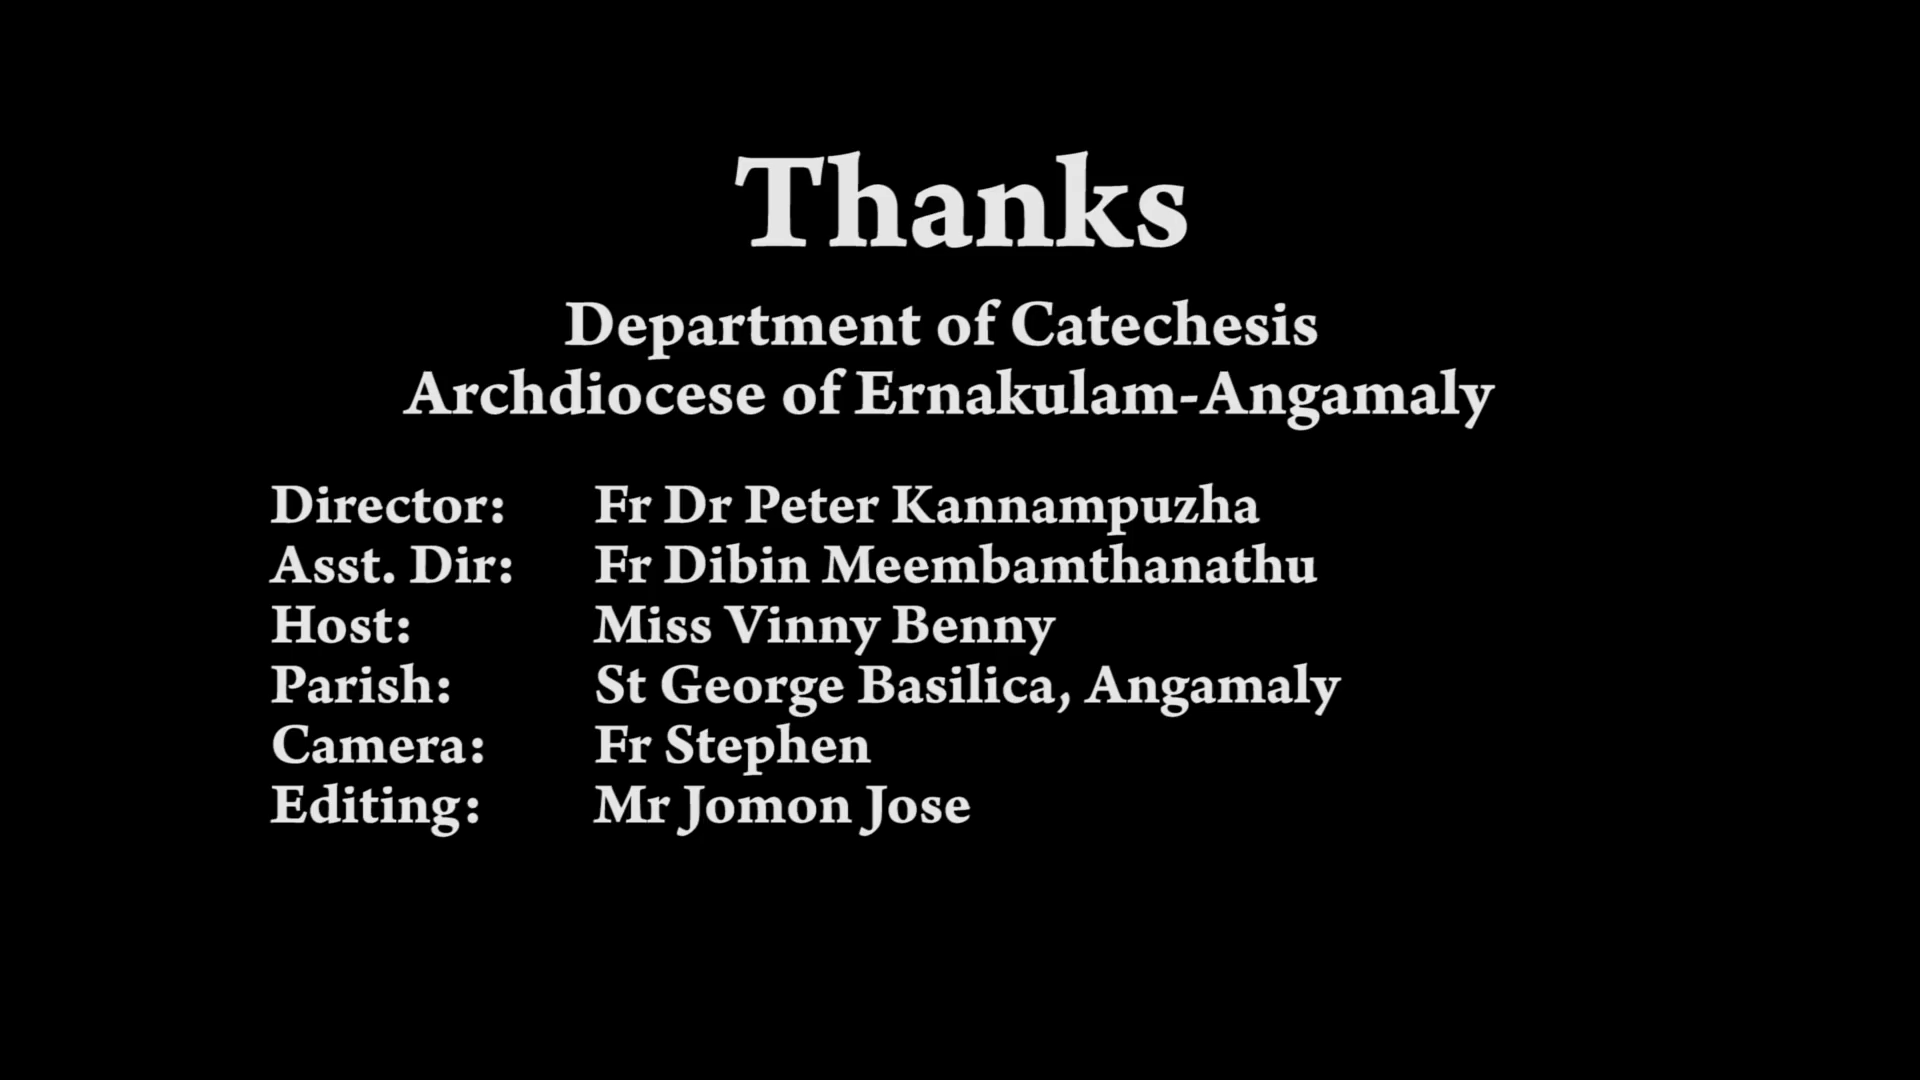 Thanks
Department of Catechesis
Archdiocese of Ernakulam-Angamaly
Director: Fr Dr Peter Kannampuzha
Asst. Dir: Fr Dibin Meembamthanathu
Host: Miss Vinny Benny
Parish: St George Basilica, Angamaly
Camera: Fr Stephen
Editing: Mr Jomon Jose